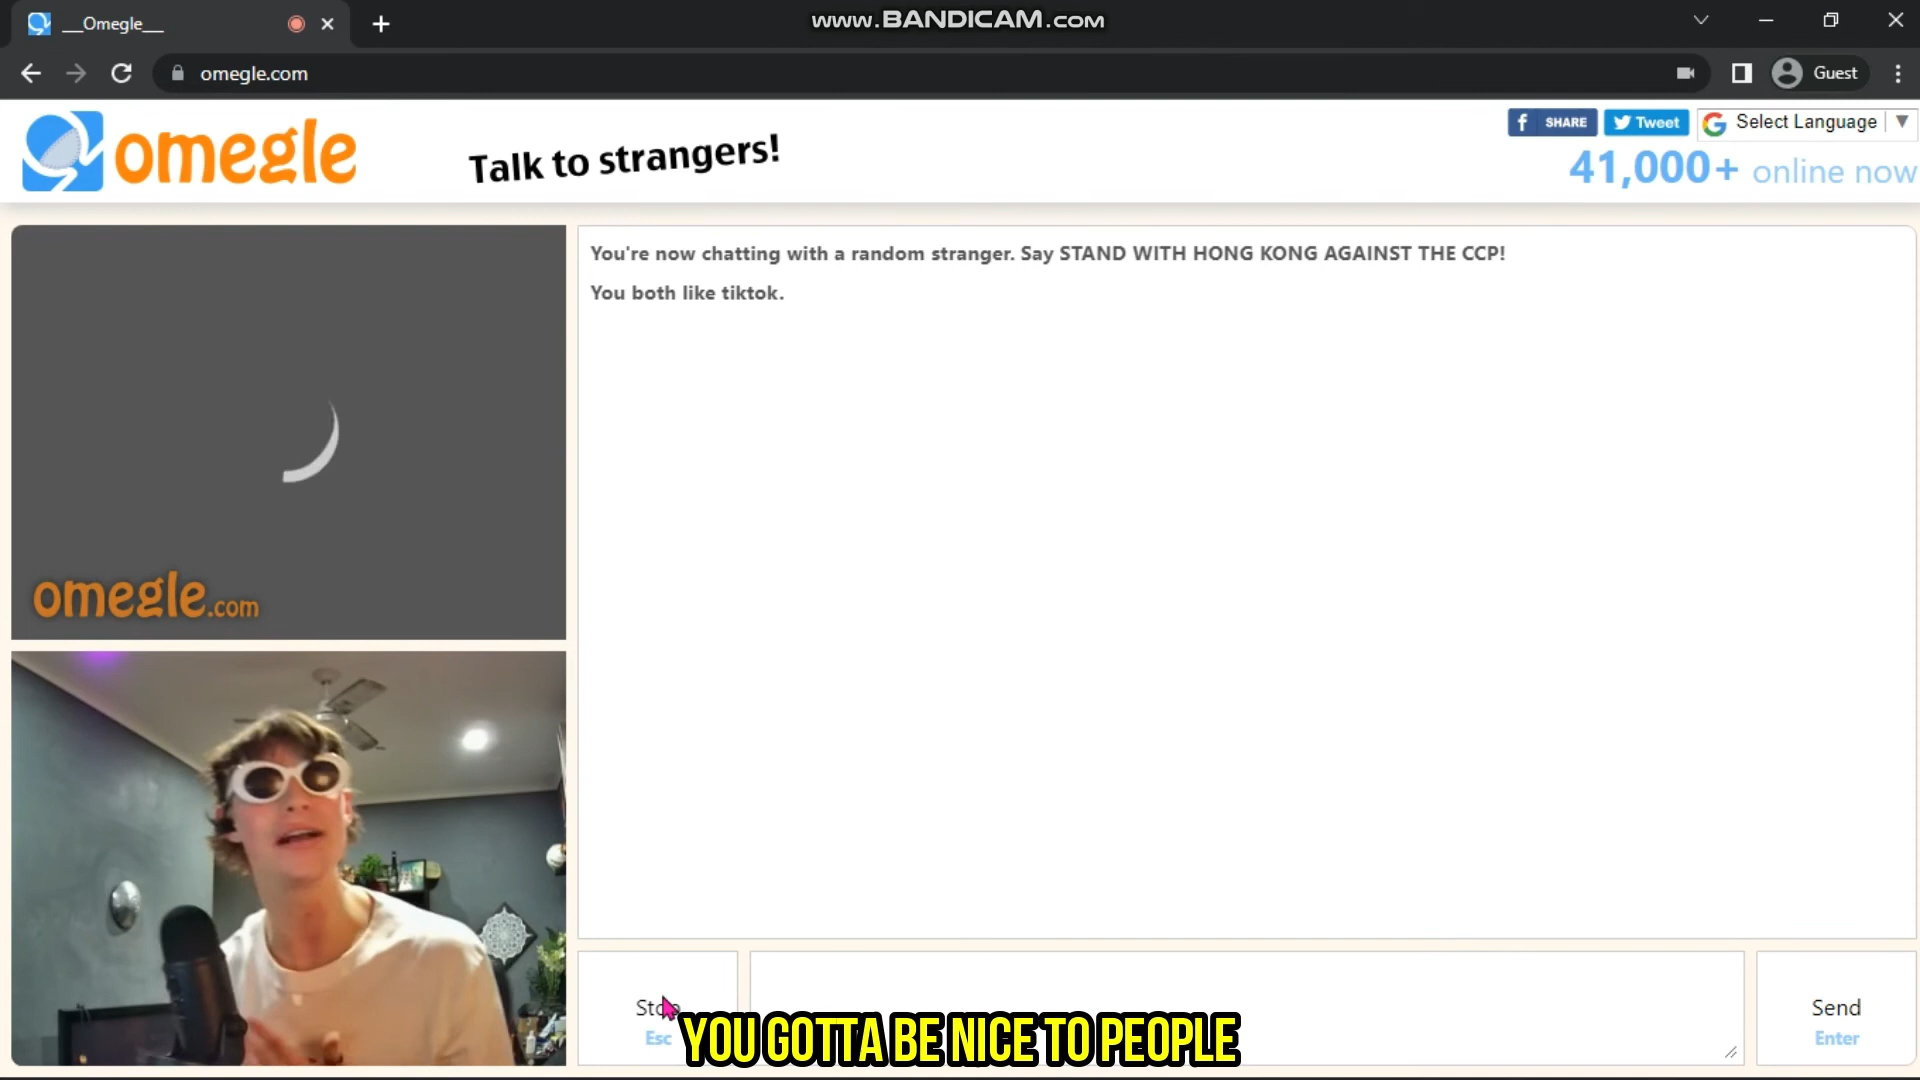 __Omegle__
www.BANDICAM.com
omegle.com
Guest
omegle
Talk to strangers!
f SHARE
Tweet
G Select Language ▼
41,000+ online now
You're now chatting with a random stranger. Say STAND WITH HONG KONG AGAINST THE CCP!
You both like tiktok.
omegle.com
Stop
Esc
Send
Enter
YOU GOTTA BE NICE TO PEOPLE